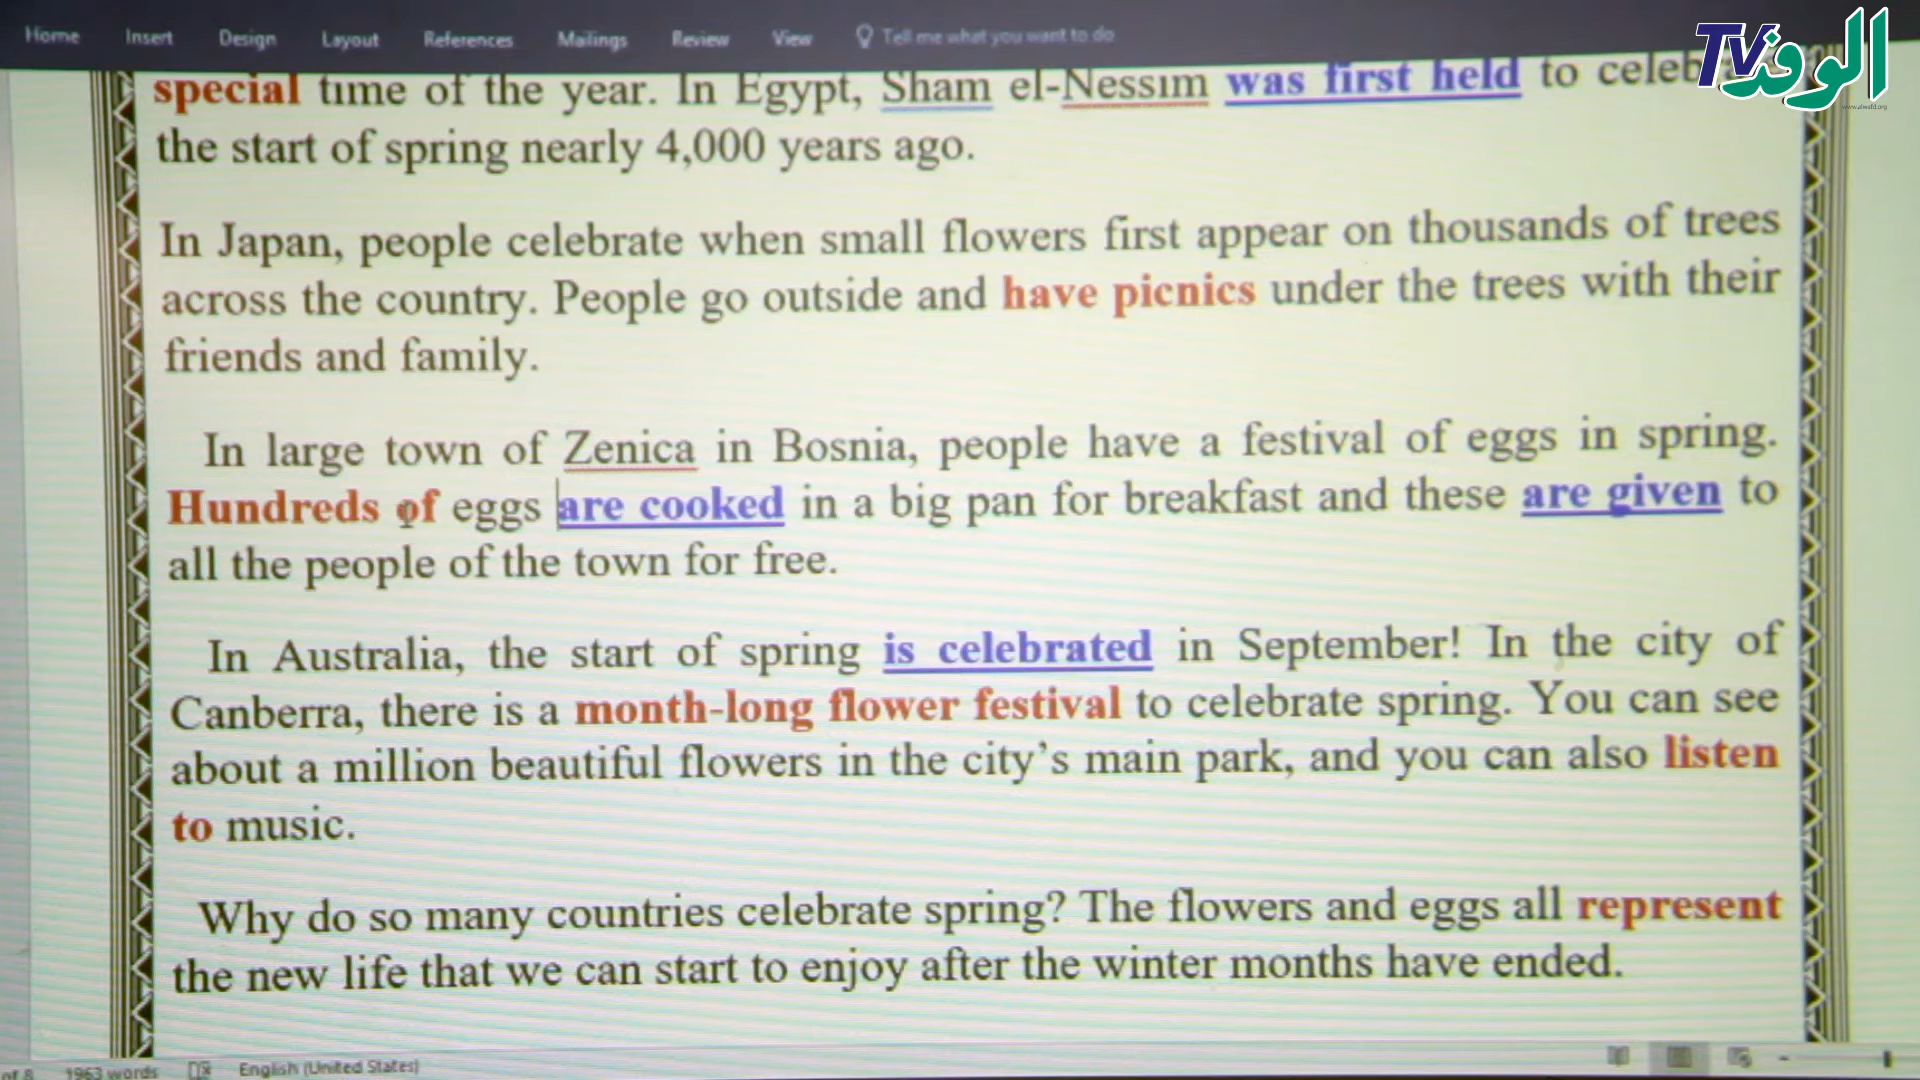 Home Insert Design Layout References Mailings Review View Tell me what you want to do
الوفد TV
www.alwafd.org
special time of the year. In Egypt, Sham el-Nessim was first held to
the start of spring nearly 4,000 years ago.
In Japan, people celebrate when small flowers first appear on thousands of trees
across the country. People go outside and have picnics under the trees with their
friends and family.
In large town of Zenica in Bosnia, people have a festival of eggs in spring.
Hundreds of eggs are cooked in a big pan for breakfast and these are given to
all the people of the town for free.
In Australia, the start of spring is celebrated in September! In the city of
Canberra, there is a month-long flower festival to celebrate spring. You can see
about a million beautiful flowers in the city's main park, and you can also listen
to music.
Why do so many countries celebrate spring? The flowers and eggs all represent
the new life that we can start to enjoy after the winter months have ended.
of 8 1963 words English (United States)